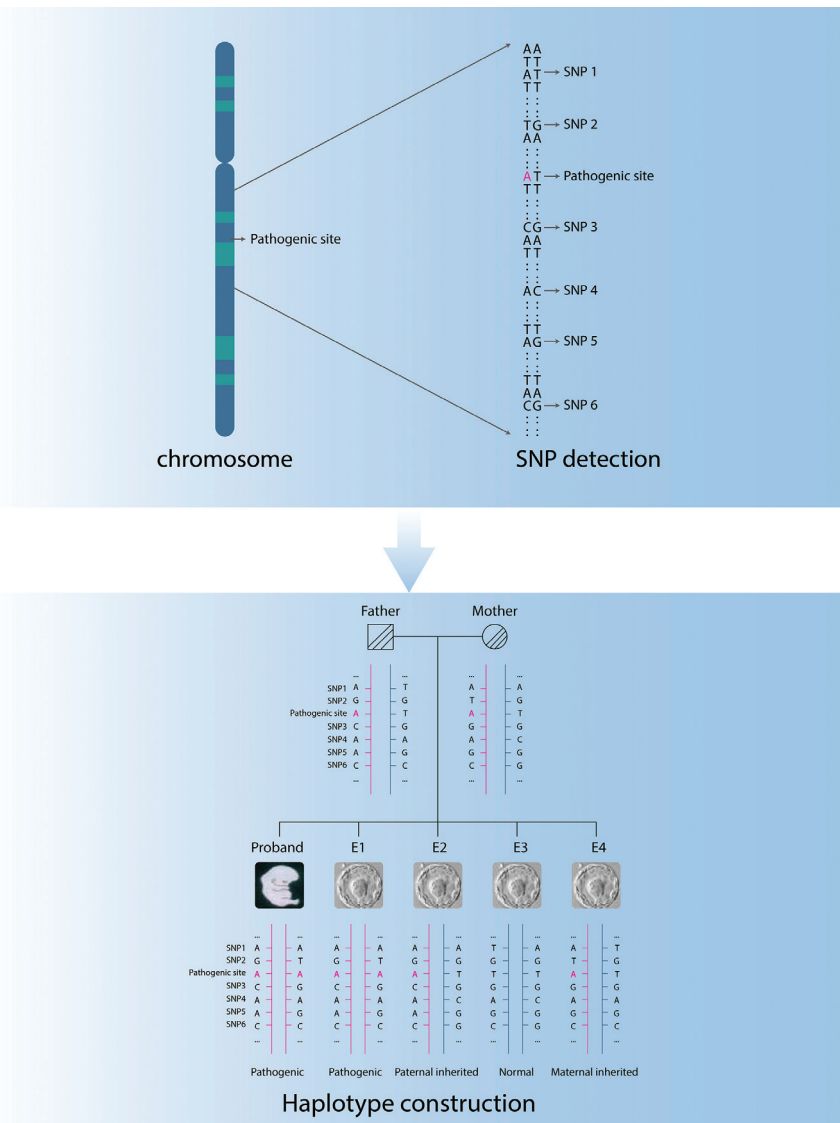 AA
TT
AT → SNP 1
TT
: :
TG → SNP 2
AA
: :
AT → Pathogenic site
TT
: :
CG → SNP 3
AA
TT
: :
AC → SNP 4
: :
TT
AG → SNP 5
: :
TT
AA
CG → SNP 6
: :
Pathogenic site
chromosome
SNP detection
Father Mother
... ... ... ...
SNP1 A T A A
SNP2 G G T G
Pathogenic site A T A T
SNP3 C G G G
SNP4 A A A C
SNP5 A G G G
SNP6 C C C G
... ... ... ...
Proband E1 E2 E3 E4
... ... ... ... ... ... ... ... ... ...
SNP1 A A A A A A T A A T
SNP2 G T G T G G G G T G
Pathogenic site A A A A A T T T A T
SNP3 C G C G C G G G G G
SNP4 A A A A A C A C A A
SNP5 A G A G A G G G G G
SNP6 C C C C C G C G C C
... ... ... ... ... ... ... ... ... ...
Pathogenic Pathogenic Paternal inherited Normal Maternal inherited
Haplotype construction